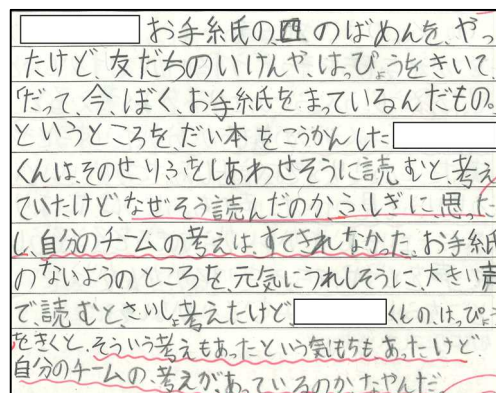 お手糸氏の四のばめんを、やっ
たけど、友だちのいけんや、はっぴょうをきいて、
「だって、今、ぼく、お手糸氏をまっているんだもの。
というところを、だい本をこうかんした
くんは、そのせりふをしあわせそうに読むと、考え
ていたけど、なぜそう読んだのか、ふしぎに、思った
し、自分のチームの考えは、すてきれなかった。お手糸氏
のないようのところを、元気にうれしそうに、大きい声
で、読むと、さいしょ考えたけど、くんの、はっぴょう
をきくと、そういう考えもあったという気もちも、あったけど
自分のチームの、考えが、あっているのか、なやんだ